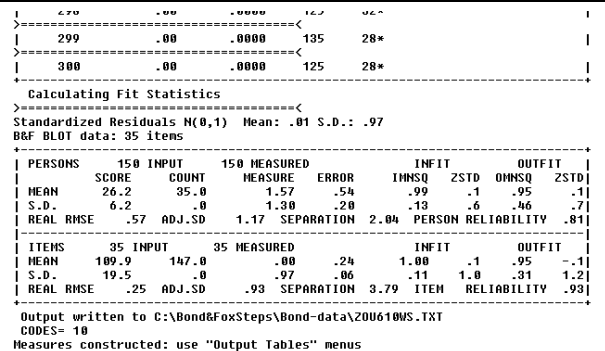 | 298 .00 .0000 125 32* |
>=====================================<
| 299 .00 .0000 135 28* |
>=====================================<
| 300 .00 .0000 125 28* |
Calculating Fit Statistics
>=====================================<
Standardized Residuals N(0,1) Mean: .01 S.D.: .97
B&F BLOT data: 35 items
| PERSONS 150 INPUT 150 MEASURED INFIT OUTFIT |
| SCORE COUNT MEASURE ERROR IMNSQ ZSTD OMNSQ ZSTD|
| MEAN 26.2 35.0 1.57 .54 .99 .1 .95 .1|
| S.D. 6.2 .0 1.30 .20 .13 .6 .46 .7|
| REAL RMSE .57 ADJ.SD 1.17 SEPARATION 2.04 PERSON RELIABILITY .81|
| ITEMS 35 INPUT 35 MEASURED INFIT OUTFIT |
| MEAN 109.9 147.0 .00 .24 1.00 .1 .95 -.1|
| S.D. 19.5 .0 .97 .06 .11 1.0 .31 1.2|
| REAL RMSE .25 ADJ.SD .93 SEPARATION 3.79 ITEM RELIABILITY .93|
Output written to C:\Bond&FoxSteps\Bond-data\ZOU610WS.TXT
CODES= 10
Measures constructed: use "Output Tables" menus